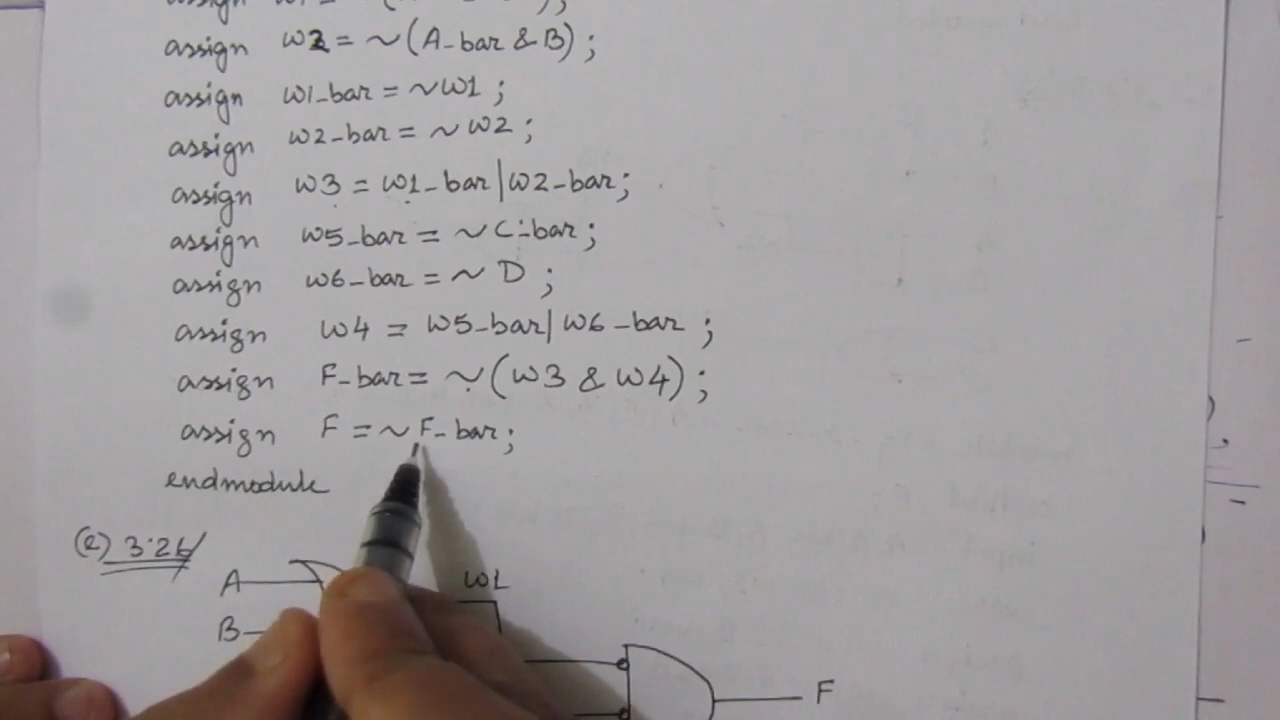 assign
assign w2 = ~(A-bar & B);
assign w1-bar = ~w1;
assign w2-bar = ~w2;
assign w3 = w1-bar|w2-bar;
assign w5-bar = ~C-bar;
assign w6-bar = ~D;
assign w4 = w5-bar|w6-bar;
assign F-bar = ~(w3 & w4);
assign F = ~F-bar;
endmodule
(e) 3.26
A
w1
B
F